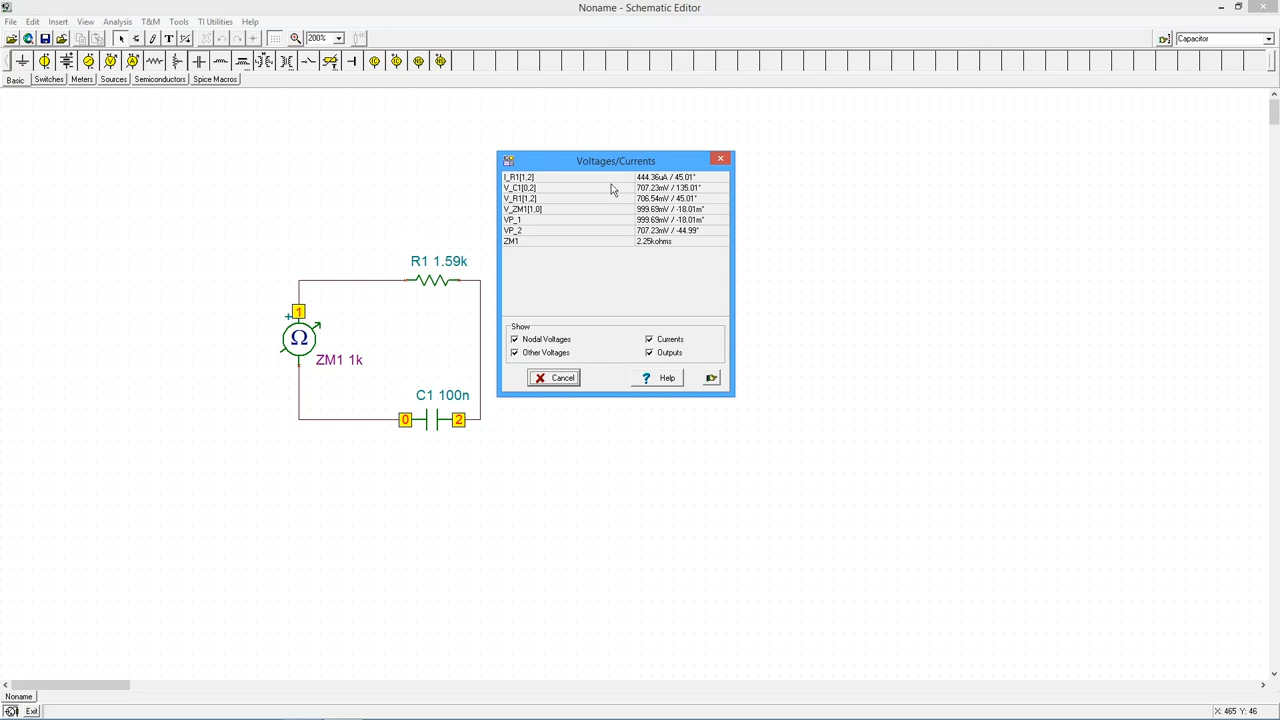 Noname - Schematic Editor
File Edit Insert View Analysis T&M Tools TI Utilities Help
200% Capacitor
Basic Switches Meters Sources Semiconductors Spice Macros
Voltages/Currents
I_R1[1,2] 444.36uA / 45.01°
V_C1[0,2] 707.23mV / 135.01°
V_R1[1,2] 706.54mV / 45.01°
V_ZM1[1,0] 999.69mV / -18.01m°
VP_1 999.69mV / -18.01m°
VP_2 707.23mV / -44.99°
ZM1 2.25kohms
Show
Nodal Voltages Currents
Other Voltages Outputs
Cancel Help
R1 1.59k
1
+
Ω
ZM1 1k
C1 100n
0 2
Noname
Exit X: 465 Y: 46